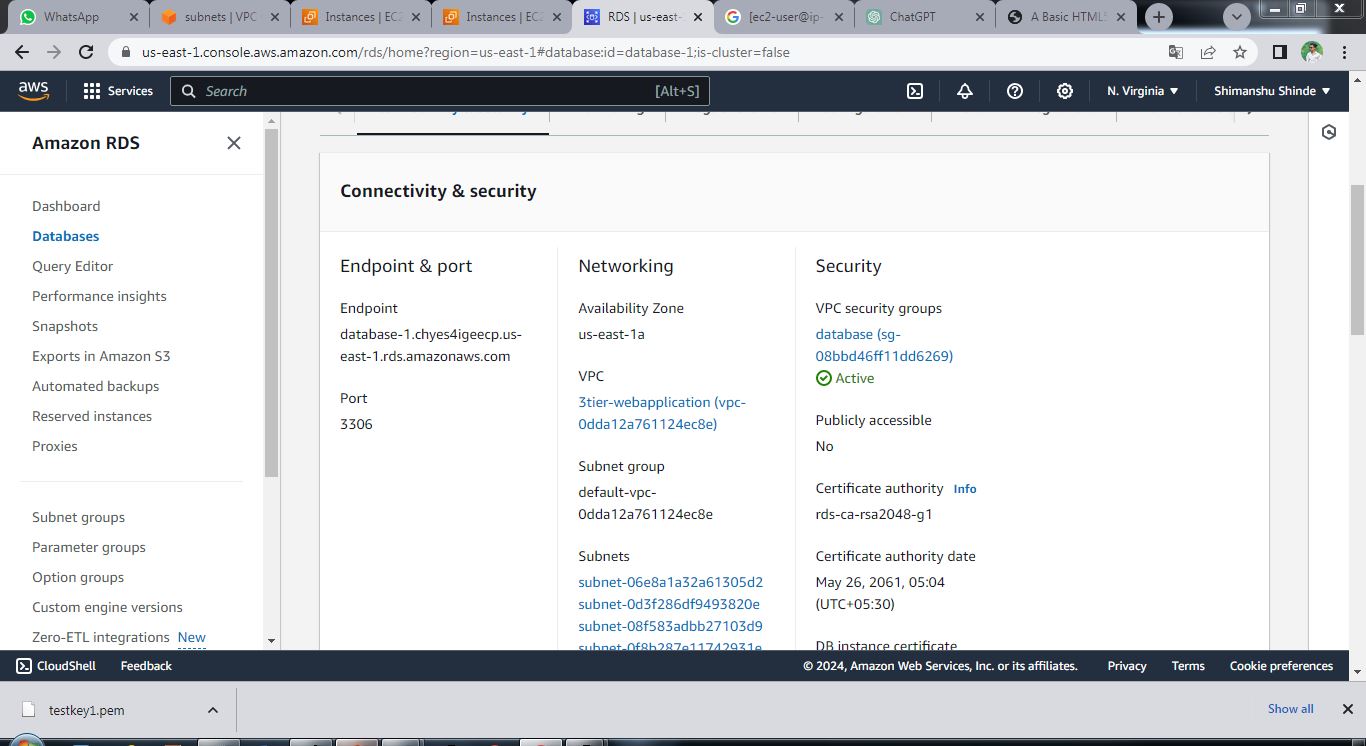 WhatsApp
subnets | VPC
Instances | EC2
Instances | EC2
RDS | us-east-
[ec2-user@ip-
ChatGPT
A Basic HTML5
us-east-1.console.aws.amazon.com/rds/home?region=us-east-1#database:id=database-1;is-cluster=false
aws
Services
Search
[Alt+S]
N. Virginia
Shimanshu Shinde
Amazon RDS
Dashboard
Databases
Query Editor
Performance insights
Snapshots
Exports in Amazon S3
Automated backups
Reserved instances
Proxies
Subnet groups
Parameter groups
Option groups
Custom engine versions
Zero-ETL integrations New
Connectivity & security
Endpoint & port
Endpoint
database-1.chyes4igeecp.us-
east-1.rds.amazonaws.com
Port
3306
Networking
Availability Zone
us-east-1a
VPC
3tier-webapplication (vpc-
0dda12a761124ec8e)
Subnet group
default-vpc-
0dda12a761124ec8e
Subnets
subnet-06e8a1a32a61305d2
subnet-0d3f286df9493820e
subnet-08f583adbb27103d9
subnet-0f8b287e11742931e
Security
VPC security groups
database (sg-
08bbd46ff11dd6269)
Active
Publicly accessible
No
Certificate authority Info
rds-ca-rsa2048-g1
Certificate authority date
May 26, 2061, 05:04
(UTC+05:30)
DB instance certificate
CloudShell
Feedback
© 2024, Amazon Web Services, Inc. or its affiliates.
Privacy
Terms
Cookie preferences
testkey1.pem
Show all